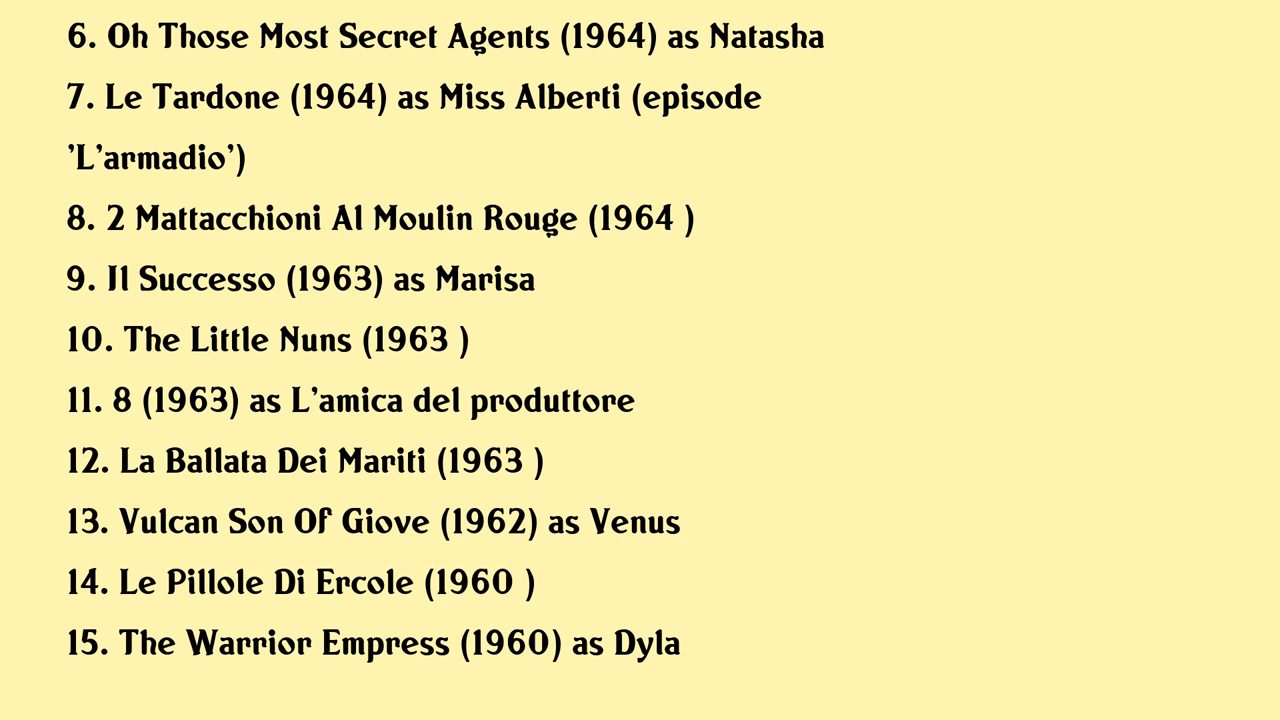 6. Oh Those Most Secret Agents (1964) as Natasha
7. Le Tardone (1964) as Miss Alberti (episode
'L'armadio')
8. 2 Mattacchioni Al Moulin Rouge (1964 )
9. Il Successo (1963) as Marisa
10. The Little Nuns (1963 )
11. 8 (1963) as L'amica del produttore
12. La Ballata Dei Mariti (1963 )
13. Vulcan Son Of Giove (1962) as Venus
14. Le Pillole Di Ercole (1960 )
15. The Warrior Empress (1960) as Dyla